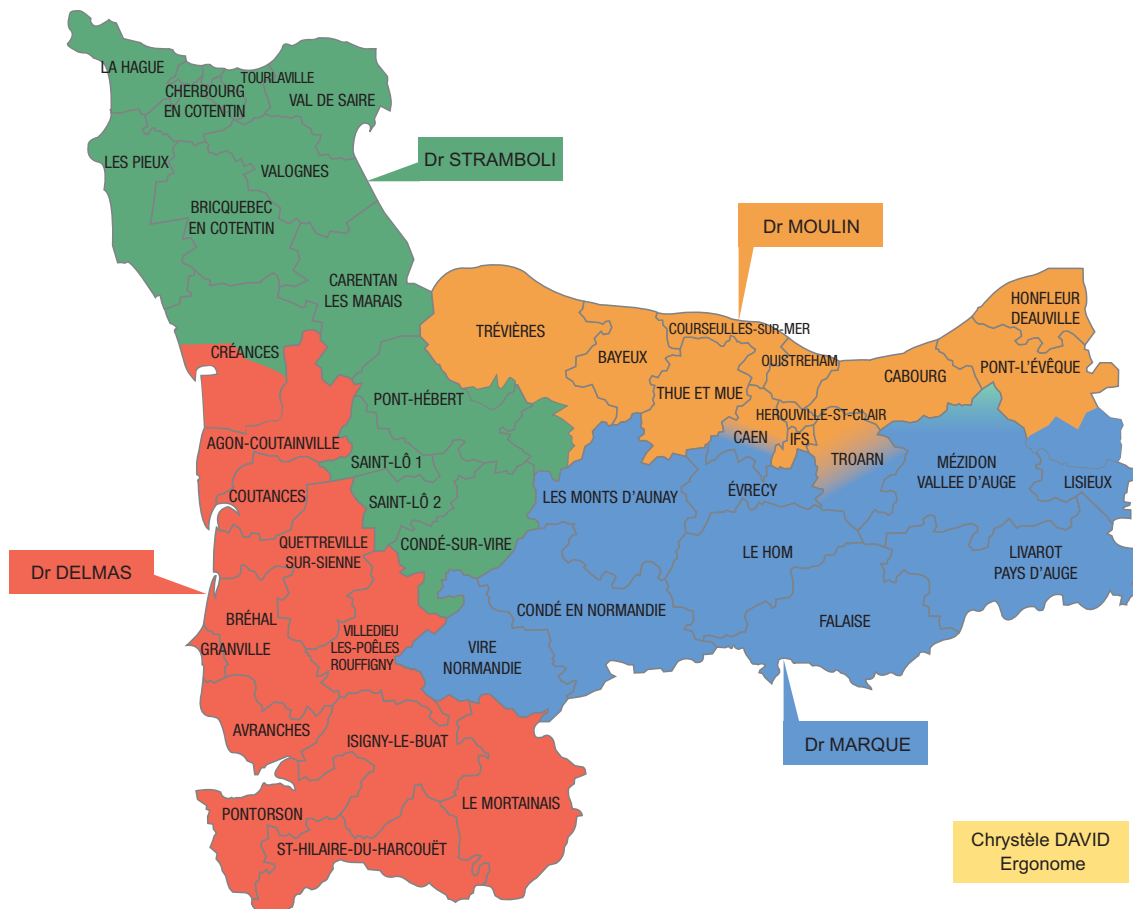 LA HAGUE
TOURLAVILLE
CHERBOURG
EN COTENTIN
VAL DE SAIRE
LES PIEUX
VALOGNES
Dr STRAMBOLI
BRICQUEBEC
EN COTENTIN
CARENTAN
LES MARAIS
Dr MOULIN
HONFLEUR
DEAUVILLE
TRÉVIÈRES
COURSEULLES-SUR-MER
BAYEUX
OUISTREHAM
PONT-L'ÉVÊQUE
CRÉANCES
CABOURG
THUE ET MUE
PONT-HÉBERT
HEROUVILLE-ST-CLAIR
CAEN
IFS
AGON-COUTAINVILLE
TROARN
SAINT-LÔ 1
MÉZIDON
VALLEE D'AUGE
LISIEUX
COUTANCES
SAINT-LÔ 2
LES MONTS D'AUNAY
ÉVRECY
QUETTREVILLE
SUR-SIENNE
CONDÉ-SUR-VIRE
LE HOM
LIVAROT
PAYS D'AUGE
Dr DELMAS
BRÉHAL
CONDÉ EN NORMANDIE
FALAISE
GRANVILLE
VILLEDIEU
LES-POÊLES
ROUFFIGNY
VIRE
NORMANDIE
AVRANCHES
ISIGNY-LE-BUAT
Dr MARQUE
LE MORTAINAIS
PONTORSON
ST-HILAIRE-DU-HARCOUËT
Chrystèle DAVID
Ergonome